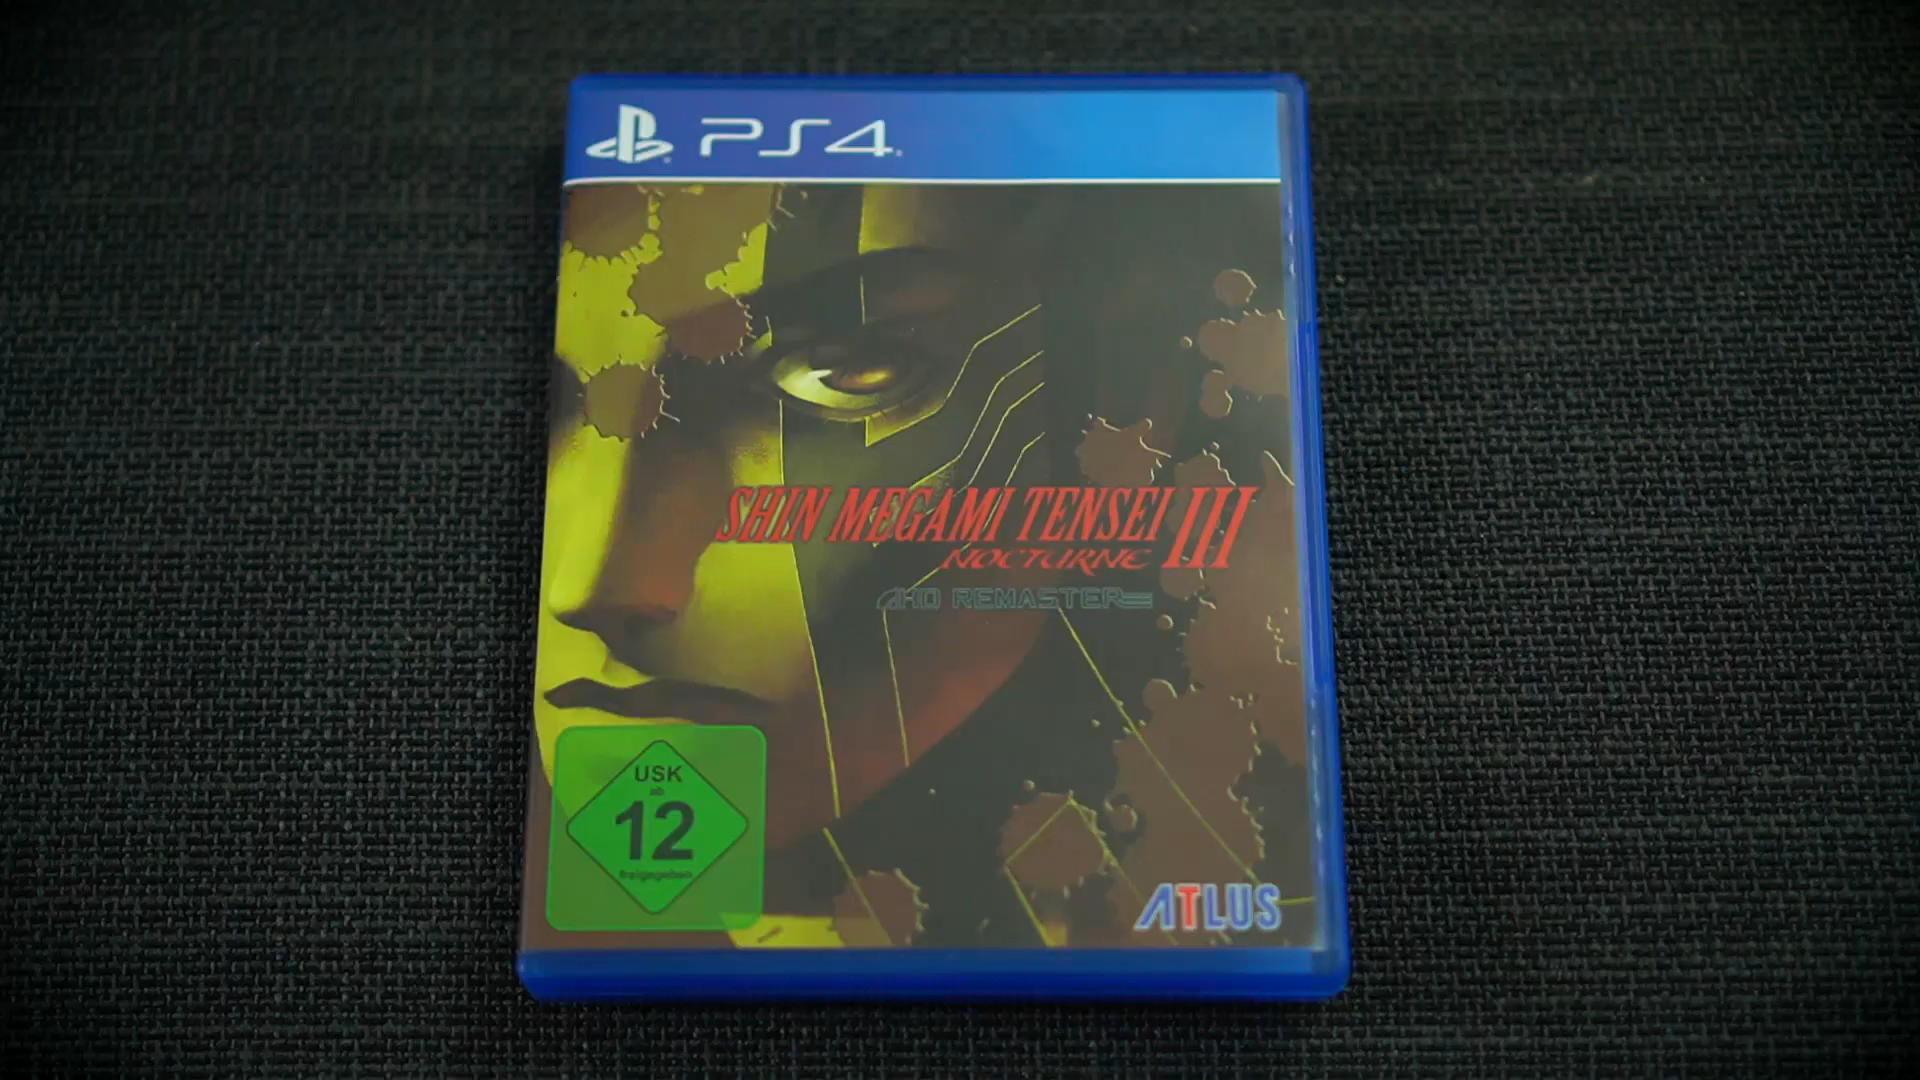 PS4
SHIN MEGAMI TENSEI III
NOCTURNE
HD REMASTER
USK
ab
12
freigegeben
ATLUS